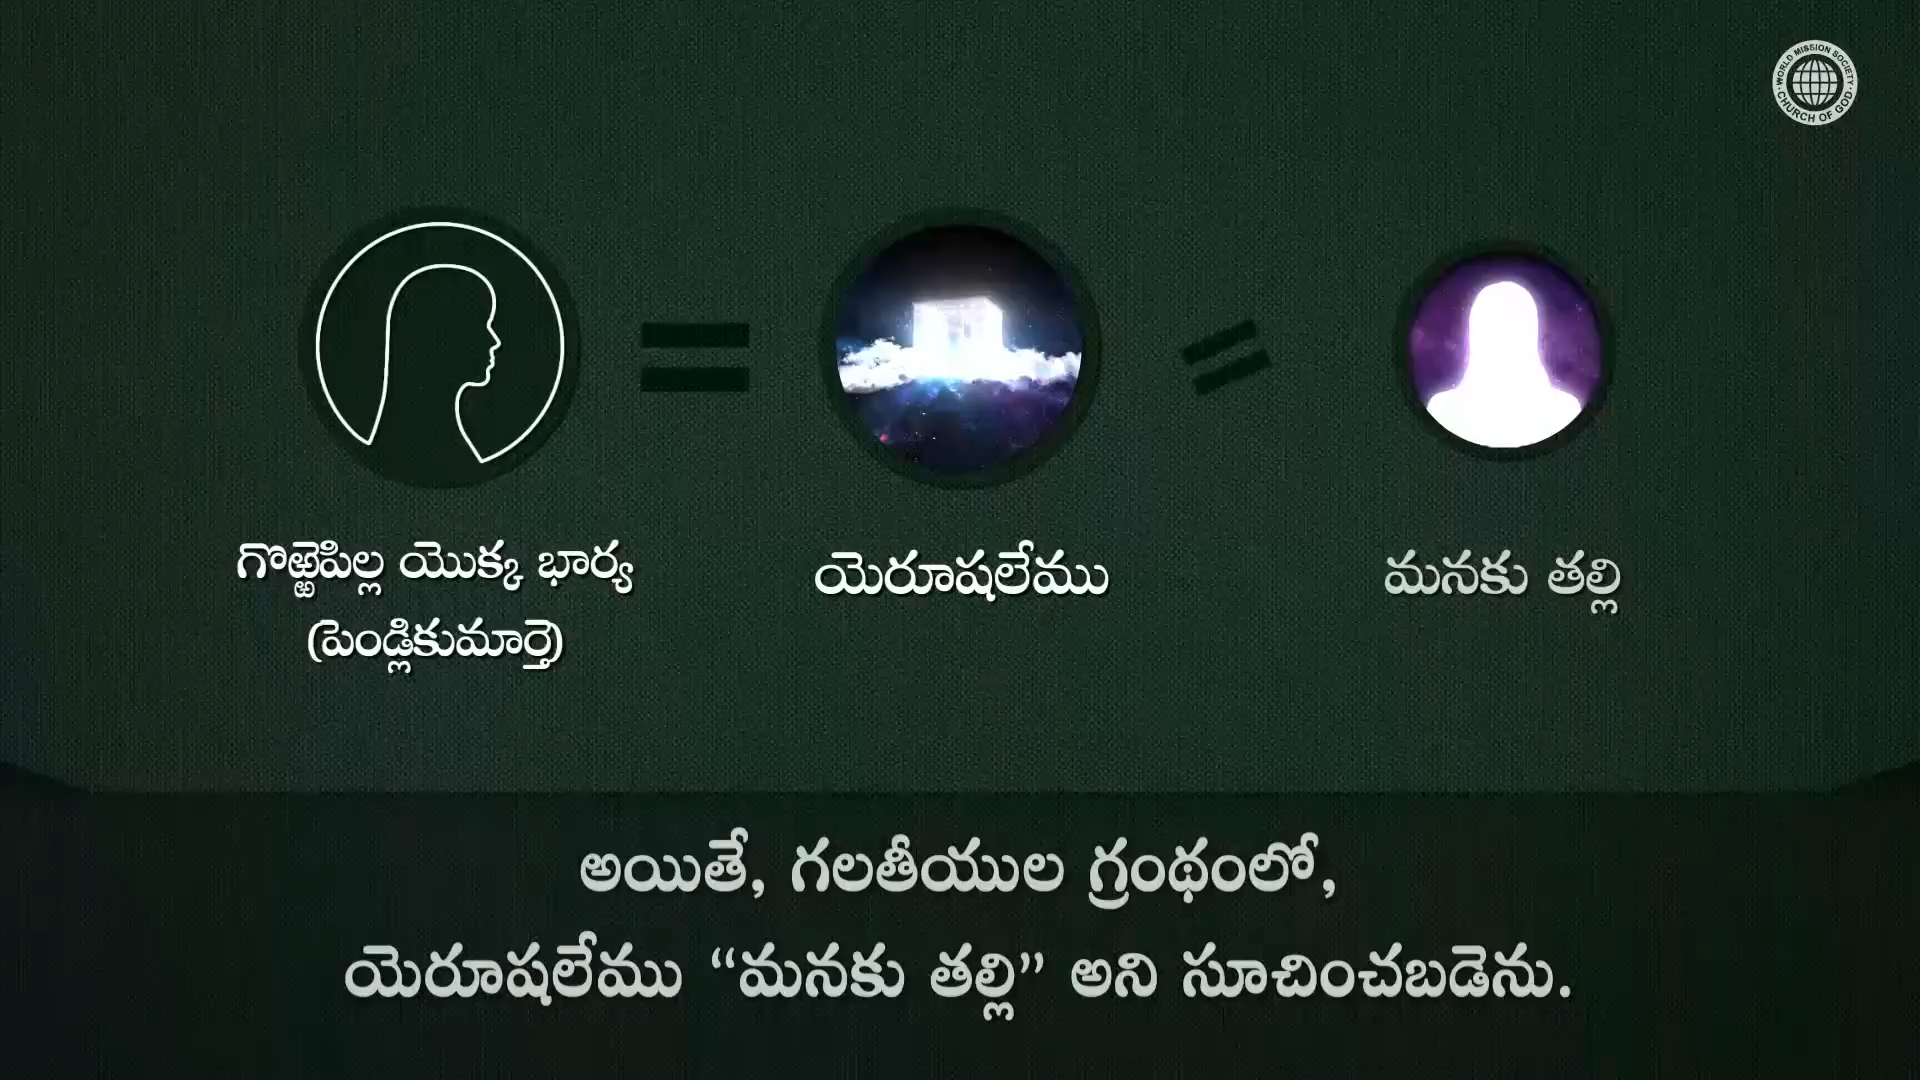 WORLD MISSION SOCIETY
CHURCH OF GOD
గొఱ్ఱెపిల్ల యొక్క భార్య
(పెండ్లికుమార్తె)
యెరూషలేము
మనకు తల్లి
అయితే, గలతీయుల గ్రంథంలో,
యెరూషలేము “మనకు తల్లి” అని సూచించబడెను.